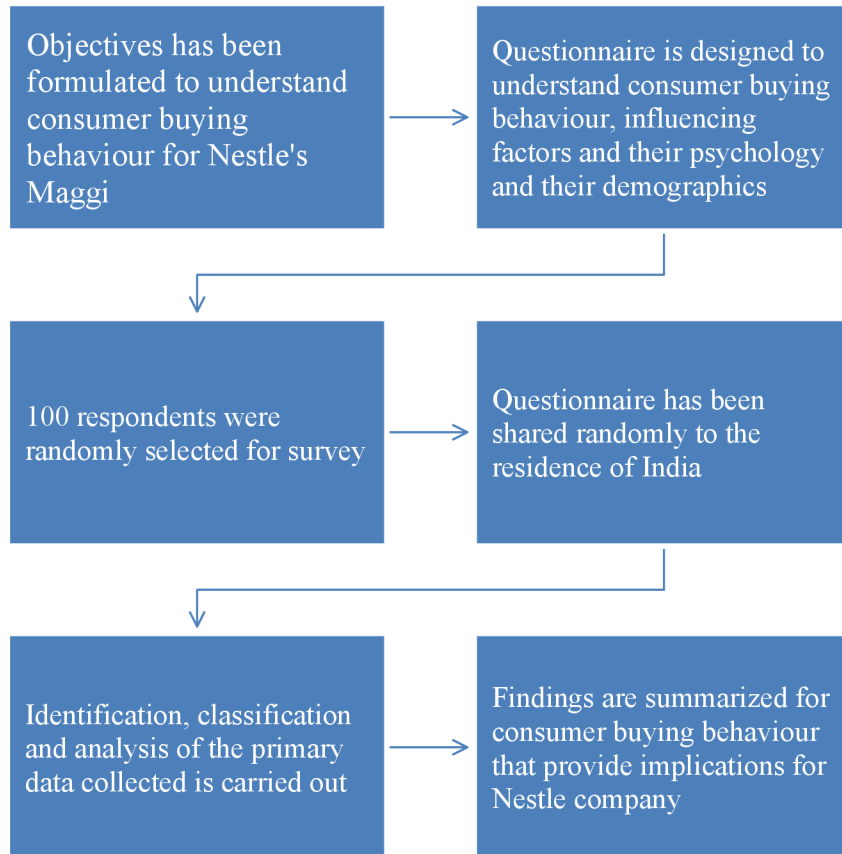 Objectives has been
formulated to understand
consumer buying
behaviour for Nestle's
Maggi
Questionnaire is designed to
understand consumer buying
behaviour, influencing
factors and their psychology
and their demographics
100 respondents were
randomly selected for survey
Questionnaire has been
shared randomly to the
residence of India
Identification, classification
and analysis of the primary
data collected is carried out
Findings are summarized for
consumer buying behaviour
that provide implications for
Nestle company